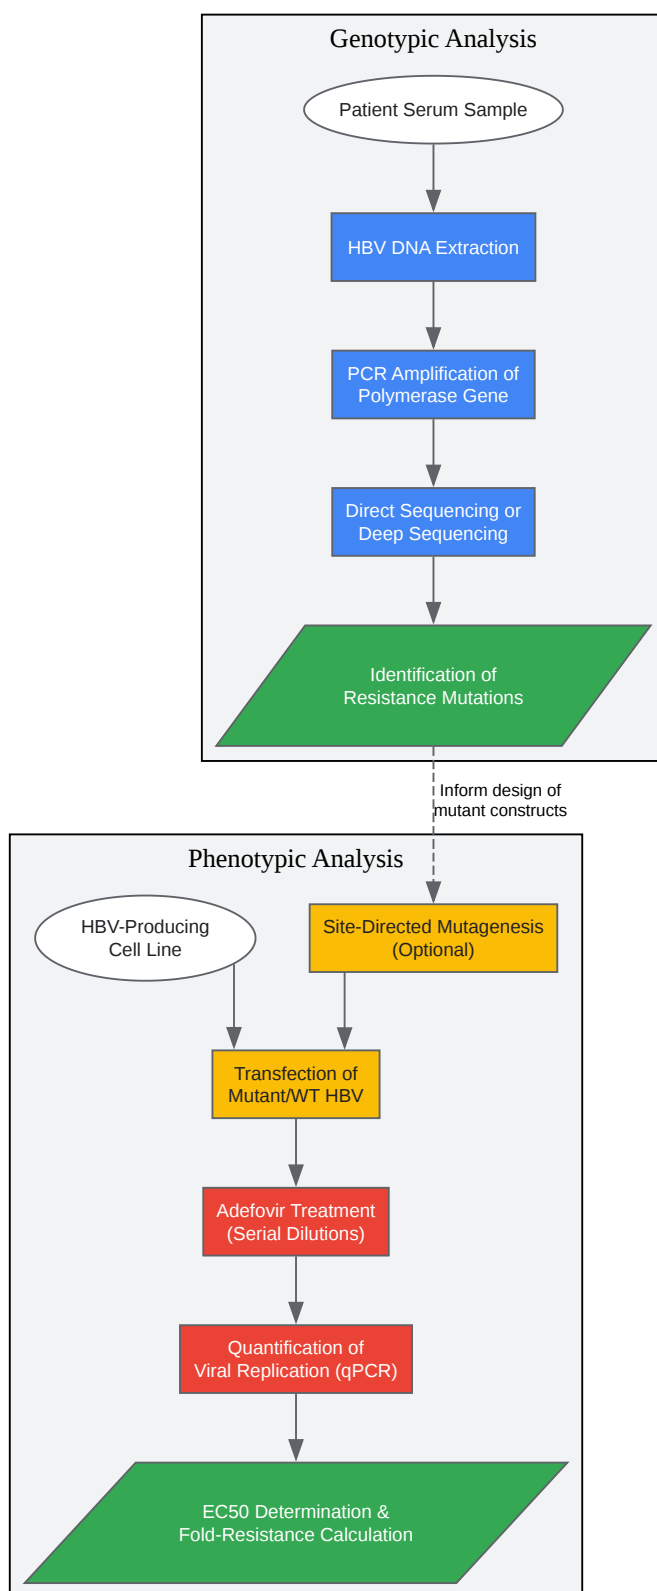 Genotypic Analysis
Patient Serum Sample
HBV DNA Extraction
PCR Amplification of
Polymerase Gene
Direct Sequencing or
Deep Sequencing
Identification of
Resistance Mutations
Inform design of
mutant constructs
Phenotypic Analysis
HBV-Producing
Cell Line
Site-Directed Mutagenesis
(Optional)
Transfection of
Mutant/WT HBV
Adefovir Treatment
(Serial Dilutions)
Quantification of
Viral Replication (qPCR)
EC50 Determination &
Fold-Resistance Calculation